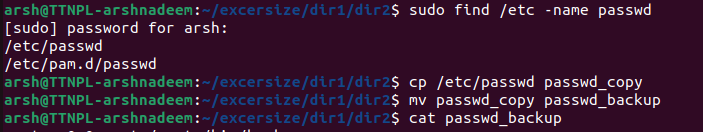 arsh@TTNPL-arshnadeem:~/excersize/dir1/dir2$ sudo find /etc -name passwd
[sudo] password for arsh:
/etc/passwd
/etc/pam.d/passwd
arsh@TTNPL-arshnadeem:~/excersize/dir1/dir2$ cp /etc/passwd passwd_copy
arsh@TTNPL-arshnadeem:~/excersize/dir1/dir2$ mv passwd_copy passwd_backup
arsh@TTNPL-arshnadeem:~/excersize/dir1/dir2$ cat passwd_backup